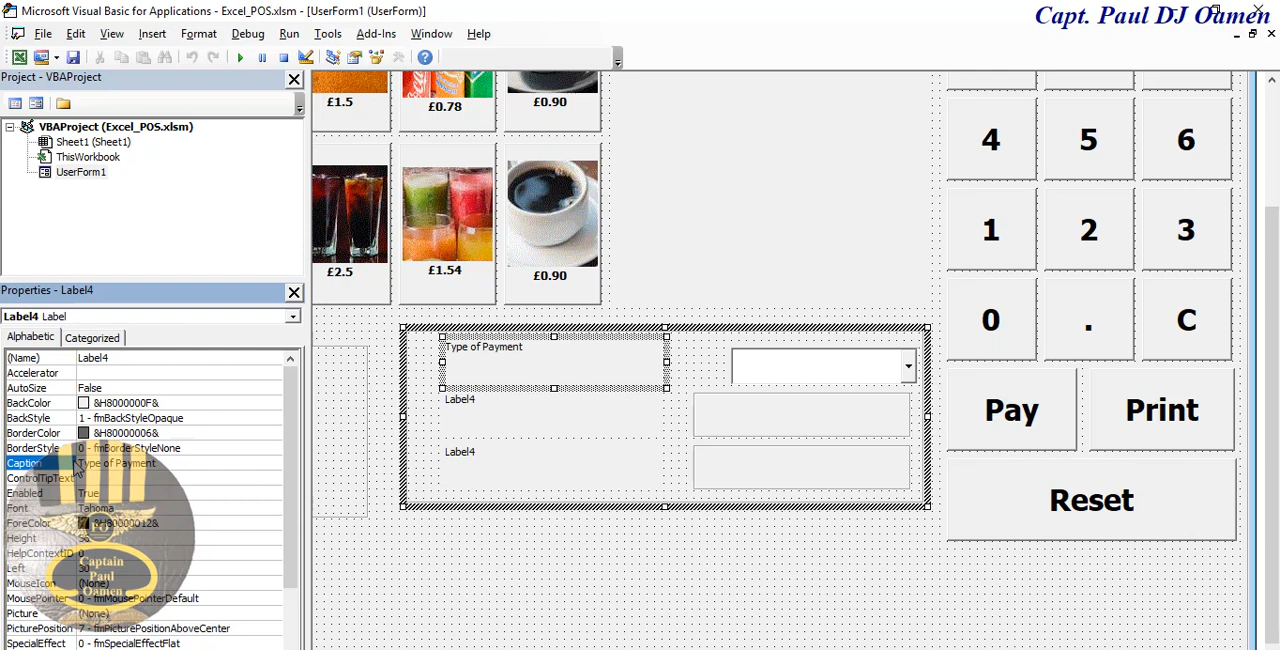 Microsoft Visual Basic for Applications - Excel_POS.xlsm - [UserForm1 (UserForm)]
Capt. Paul DJ Oamen
File Edit View Insert Format Debug Run Tools Add-Ins Window Help
Project - VBAProject
VBAProject (Excel_POS.xlsm)
Sheet1 (Sheet1)
ThisWorkbook
UserForm1
Properties - Label4
Label4 Label
Alphabetic Categorized
(Name) Label4
Accelerator
AutoSize False
BackColor &H8000000F&
BackStyle 1 - fmBackStyleOpaque
BorderColor &H80000006&
BorderStyle 0 - fmBorderStyleNone
Caption Type of Payment
ControlTipText
Enabled True
Font Tahoma
ForeColor &H80000012&
Height
HelpContextID 0
Left 30
MouseIcon (None)
MousePointer 0 - fmMousePointerDefault
Picture (None)
PicturePosition 7 - fmPicturePositionAboveCenter
SpecialEffect 0 - fmSpecialEffectFlat
Captain
Paul
Oamen
£1.5
£0.78
£0.90
£2.5
£1.54
£0.90
Type of Payment
Label4
Label4
4 5 6
1 2 3
0 . C
Pay Print
Reset